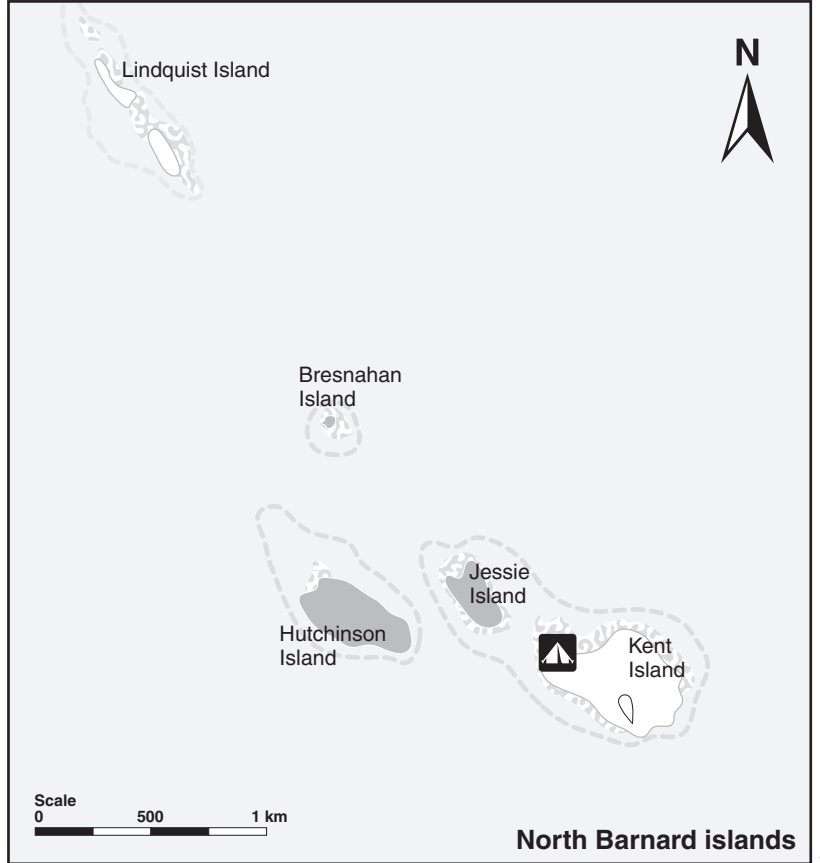 N
Lindquist Island
Bresnahan
Island
Jessie
Island
Hutchinson
Island
Kent
Island
Scale
0 500 1 km
North Barnard islands